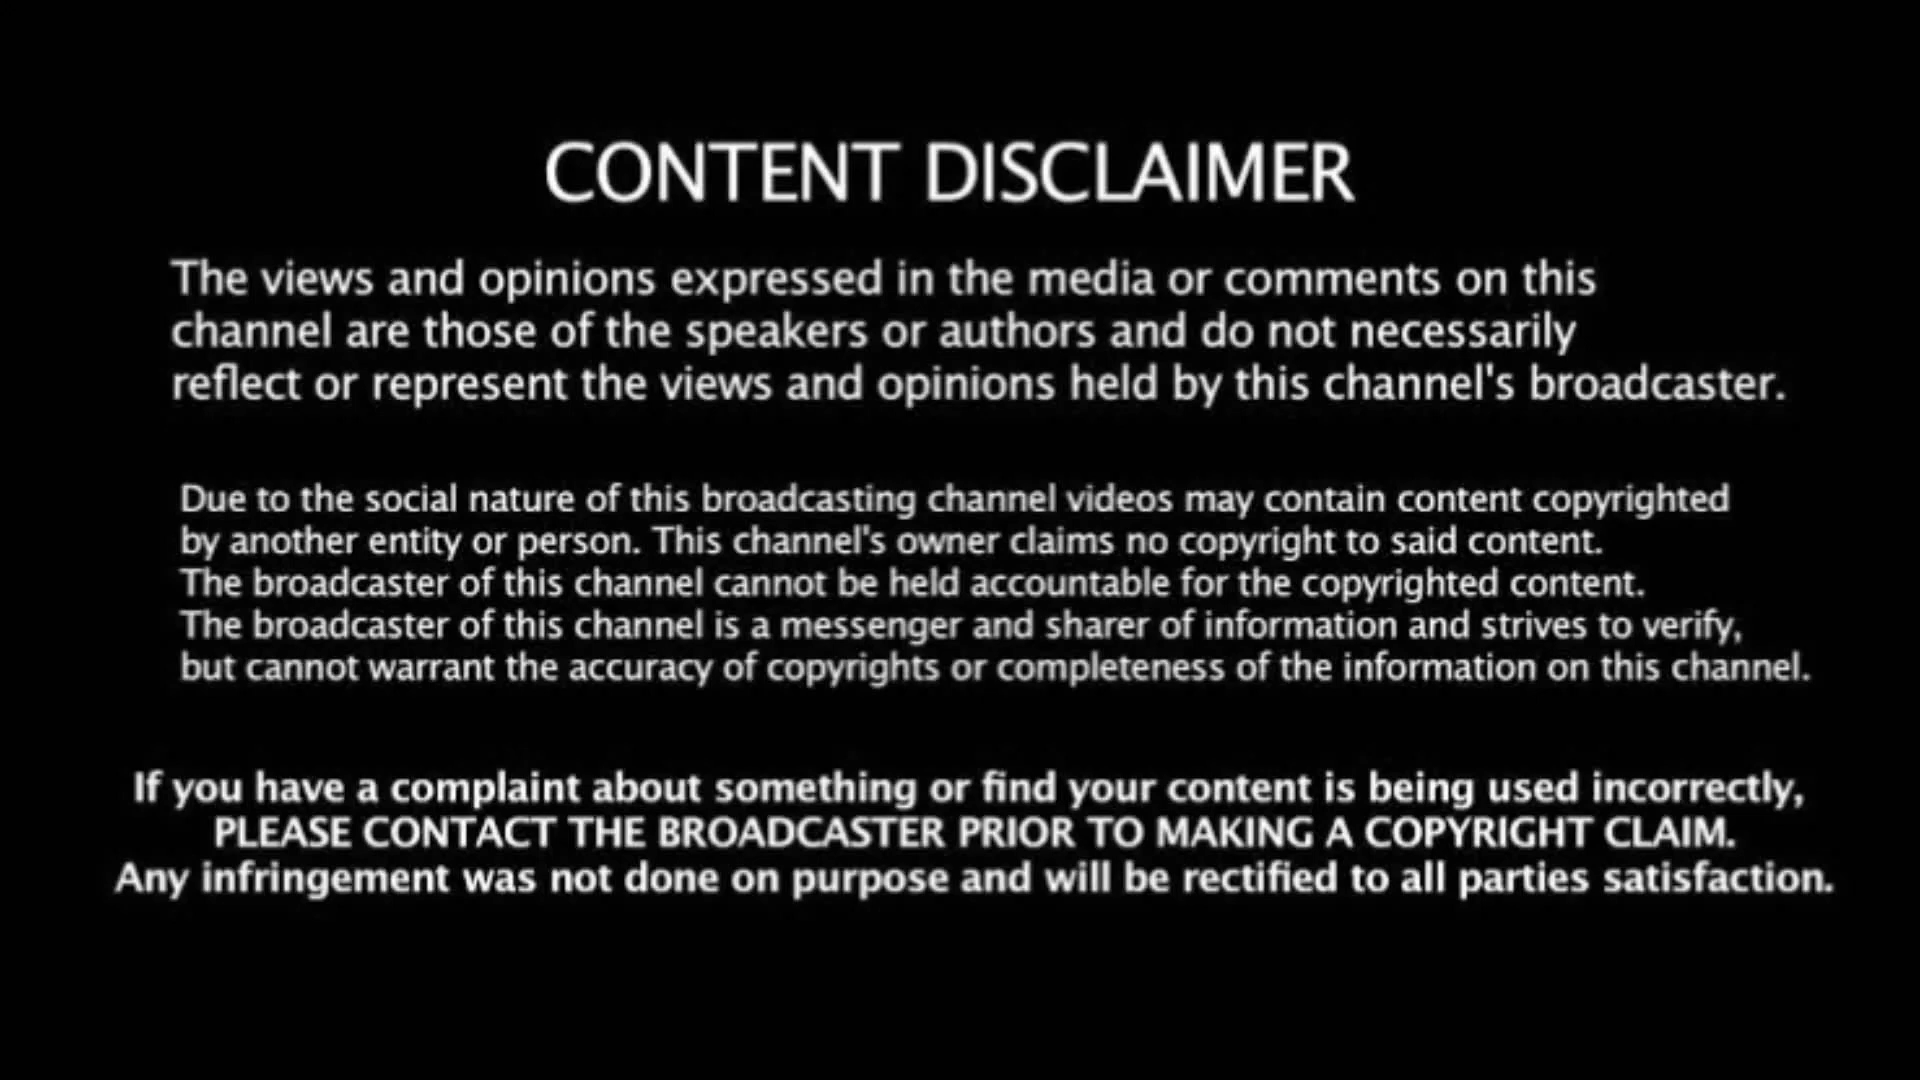 CONTENT DISCLAIMER
The views and opinions expressed in the media or comments on this
channel are those of the speakers or authors and do not necessarily
reflect or represent the views and opinions held by this channel's broadcaster.
Due to the social nature of this broadcasting channel videos may contain content copyrighted
by another entity or person. This channel's owner claims no copyright to said content.
The broadcaster of this channel cannot be held accountable for the copyrighted content.
The broadcaster of this channel is a messenger and sharer of information and strives to verify,
but cannot warrant the accuracy of copyrights or completeness of the information on this channel.
If you have a complaint about something or find your content is being used incorrectly,
PLEASE CONTACT THE BROADCASTER PRIOR TO MAKING A COPYRIGHT CLAIM.
Any infringement was not done on purpose and will be rectified to all parties satisfaction.